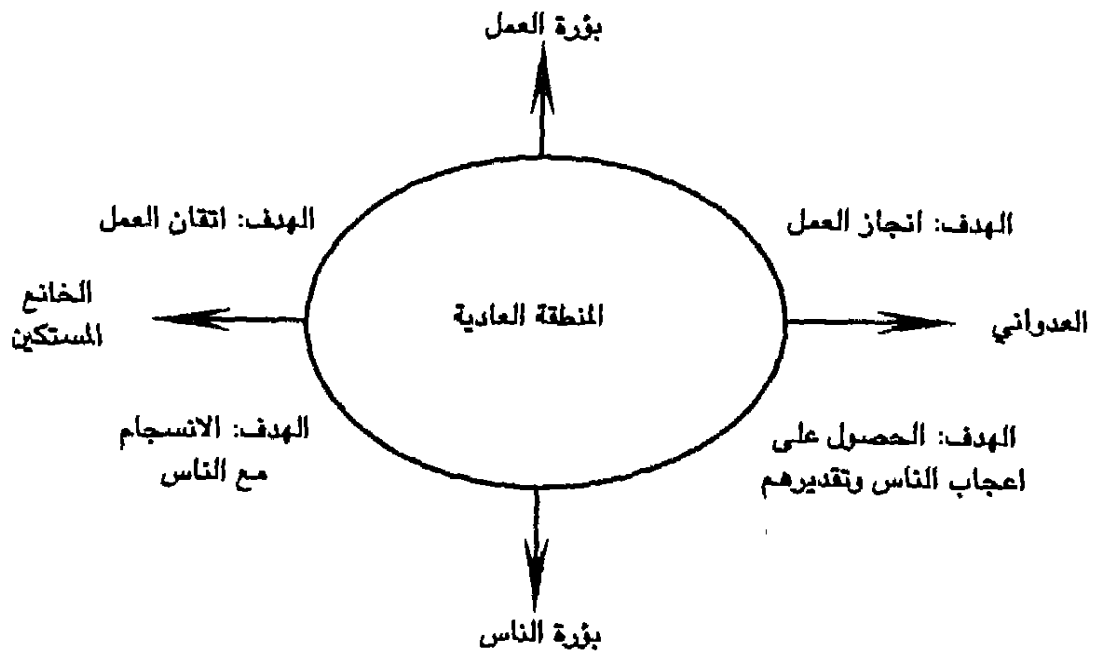 بؤرة العمل
الهدف: انجاز العمل
الهدف: اتقان العمل
العدواني
المنطقة العادية
الخانع
المستكين
الهدف: الحصول على
اعجاب الناس وتقديرهم
الهدف: الانسجام
مع الناس
بؤرة الناس